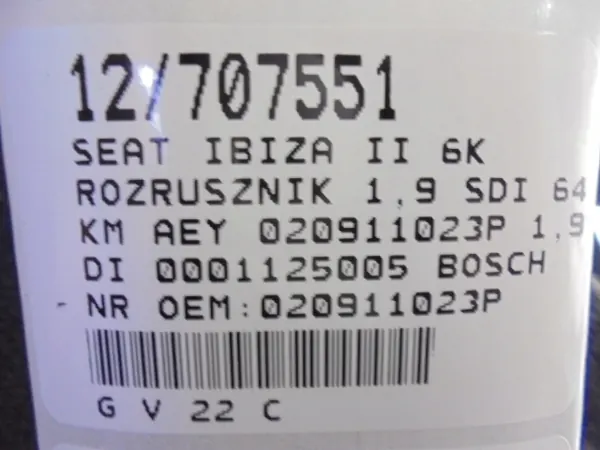 12/707551
SEAT IBIZA II 6K
ROZRUSZNIK 1,9 SDI 64
KM AEY 020911023P 1,9
DI 0001125005 BOSCH
NR OEM:020911023P
G V 22 C